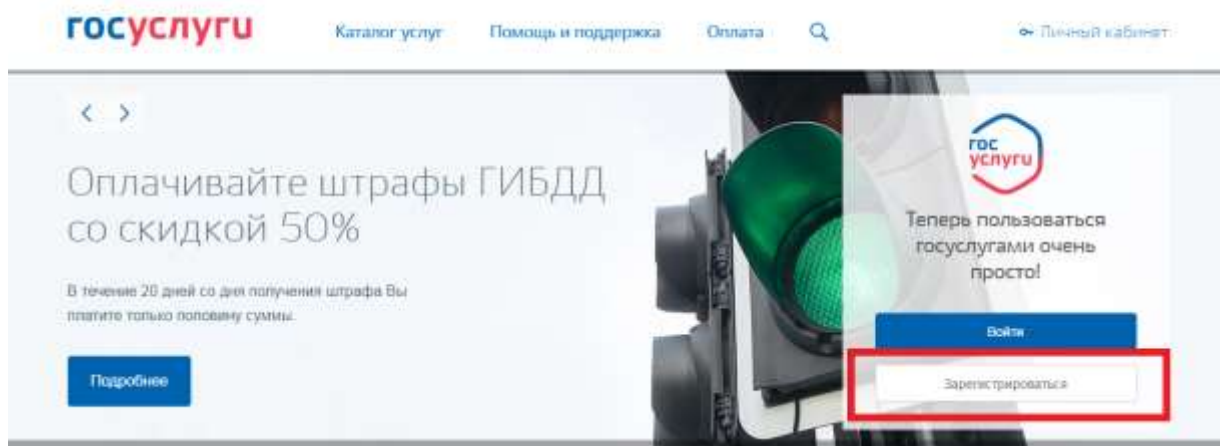 госуслуги
Каталог услуг
Помощь и поддержка
Оплата
Личный кабинет
Оплачивайте штрафы ГИБДД
со скидкой 50%
В течение 20 дней со дня получения штрафа Вы
платите только половину суммы.
Подробнее
гос
услуги
Теперь пользоваться
госуслугами очень
просто!
Войти
Зарегистрироваться